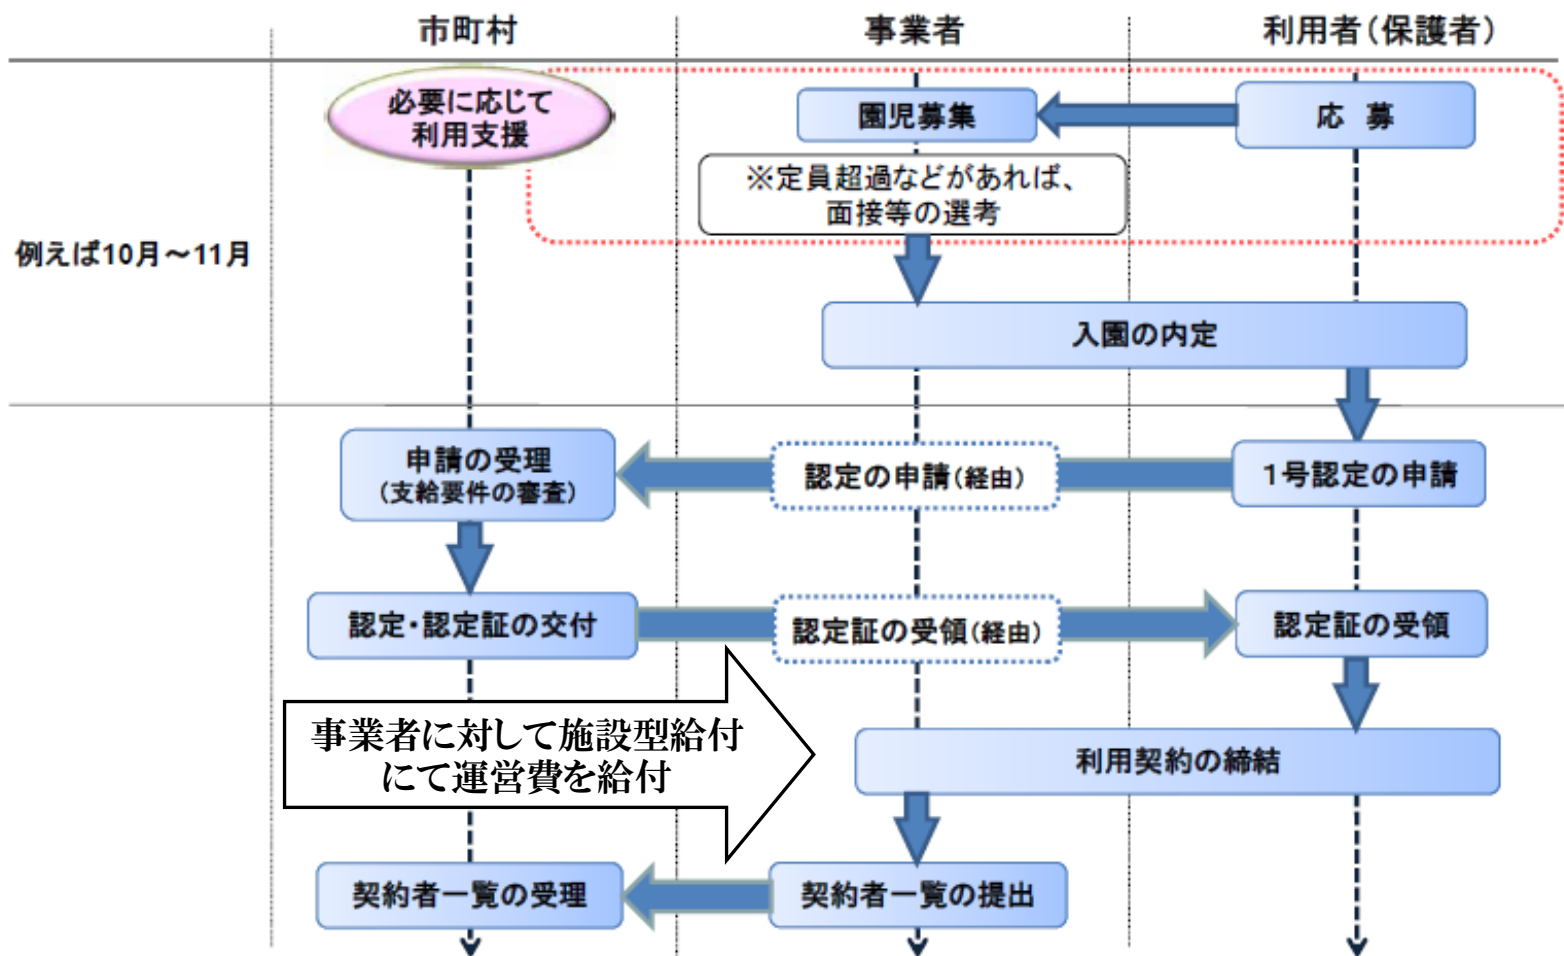 市町村
事業者
利用者（保護者）
必要に応じて
利用支援
園児募集
応　募
※定員超過などがあれば、
面接等の選考
例えば10月～11月
入園の内定
申請の受理
（支給要件の審査）
認定の申請（経由）
1号認定の申請
認定・認定証の交付
認定証の受領（経由）
認定証の受領
事業者に対して施設型給付
にて運営費を給付
利用契約の締結
契約者一覧の受理
契約者一覧の提出